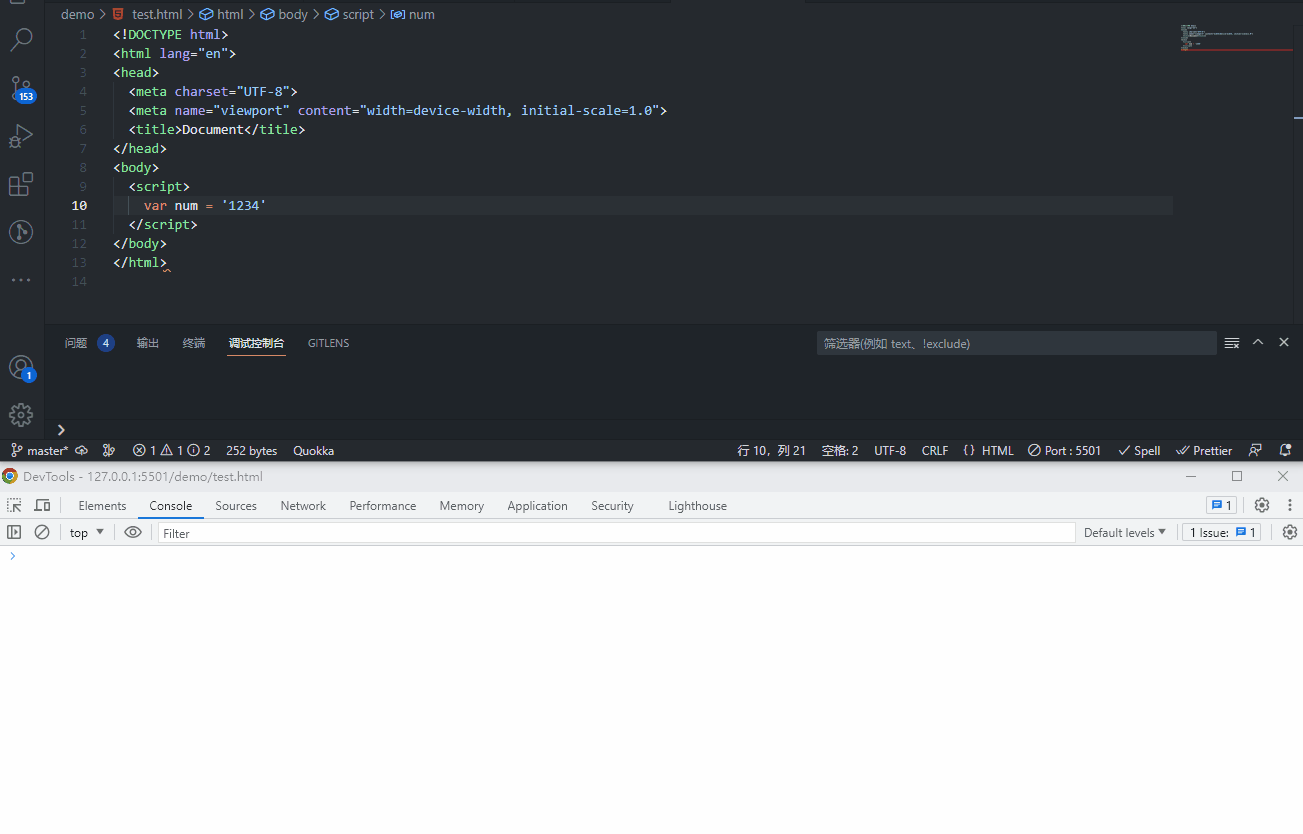 demo > test.html > html > body > script > num
1 <!DOCTYPE html>
2 <html lang="en">
3 <head>
4 <meta charset="UTF-8">
5 <meta name="viewport" content="width=device-width, initial-scale=1.0">
6 <title>Document</title>
7 </head>
8 <body>
9 <script>
10 var num = '1234'
11 </script>
12 </body>
13 </html>
14
153
问题 4 输出 终端 调试控制台 GITLENS 筛选器(例如 text、!exclude)
1
master* 1 1 2 252 bytes Quokka 行 10，列 21 空格: 2 UTF-8 CRLF {} HTML Port : 5501 Spell Prettier
DevTools - 127.0.0.1:5501/demo/test.html
Elements Console Sources Network Performance Memory Application Security Lighthouse 1
top Filter Default levels 1 Issue: 1